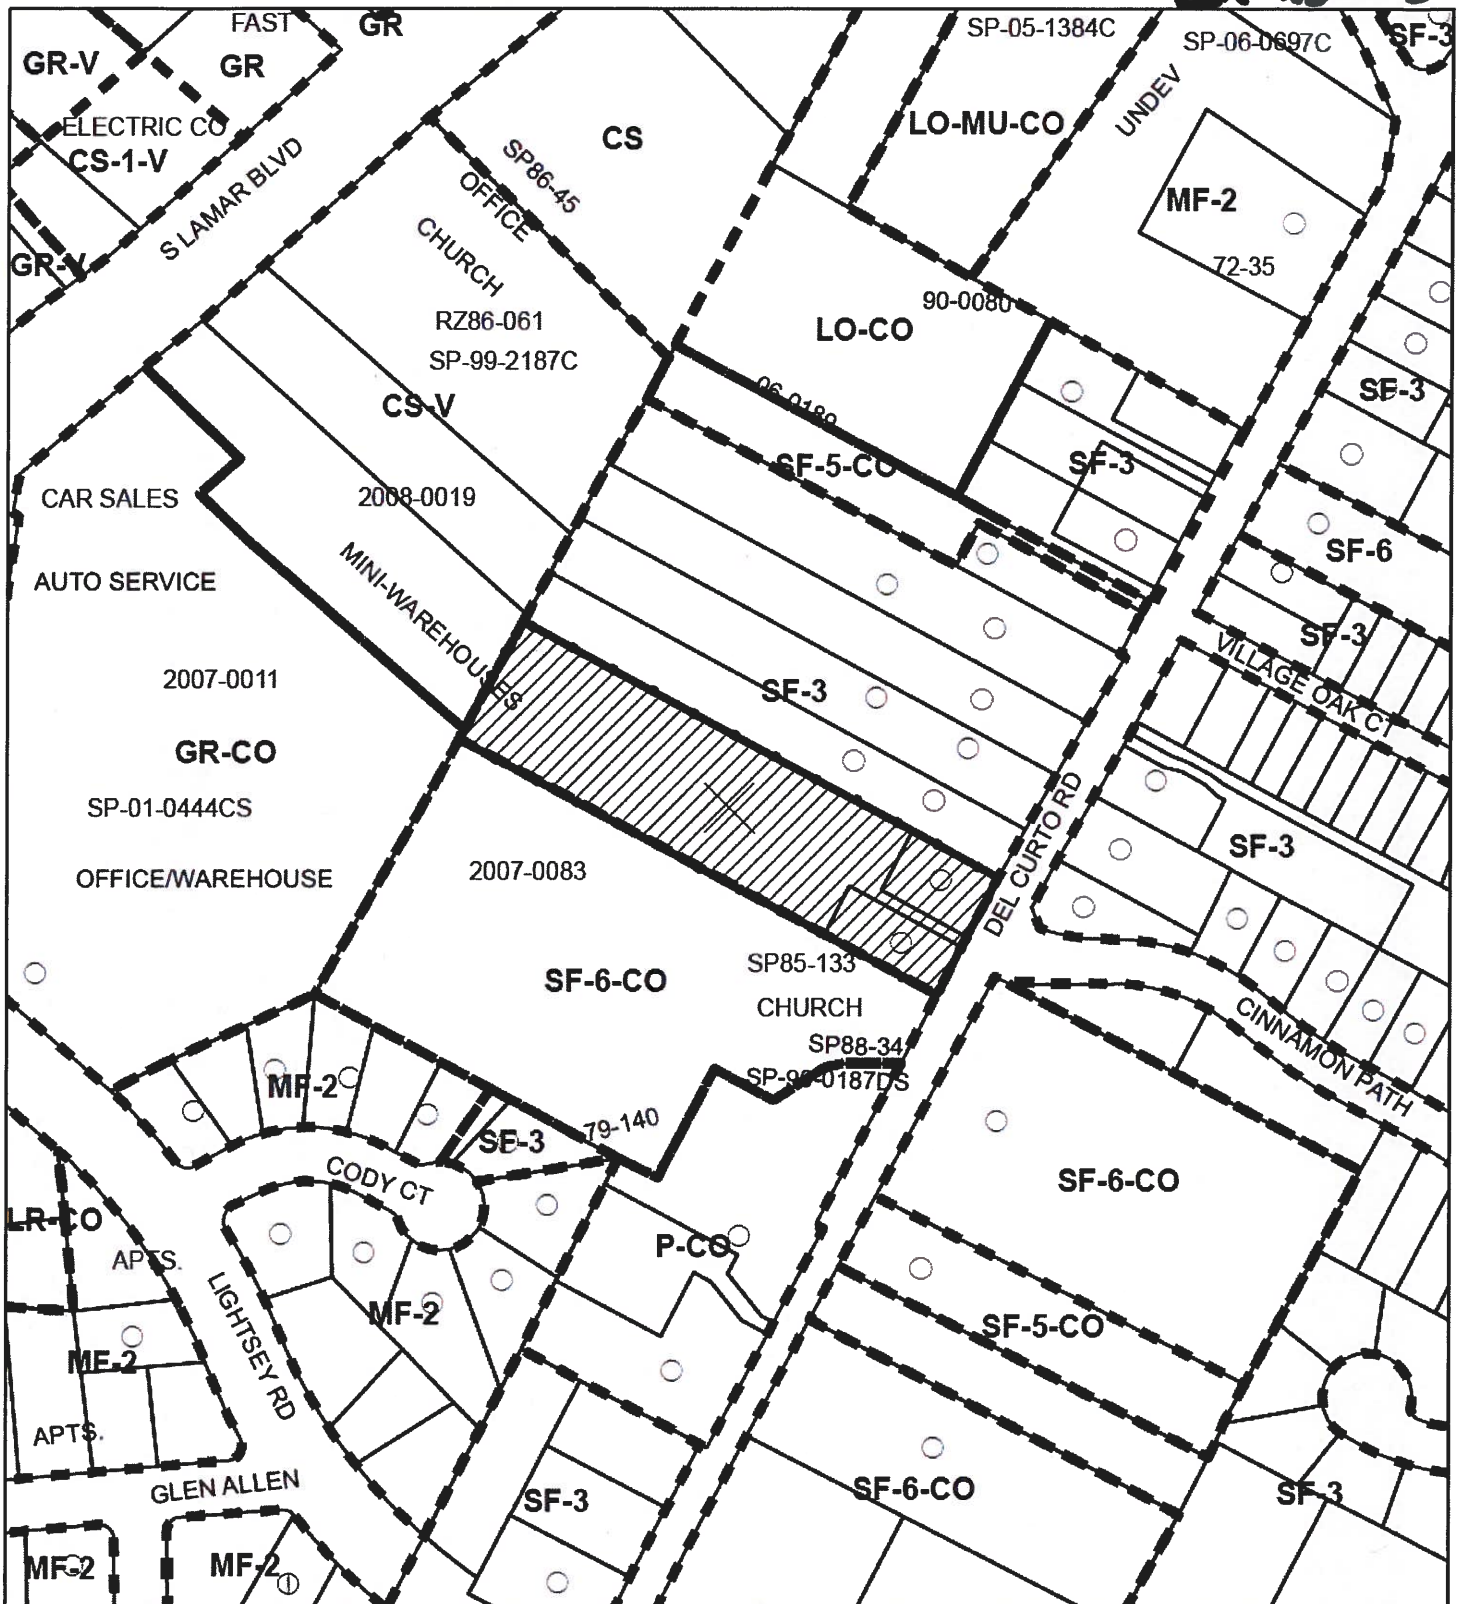 FAST
GR
GR-V
GR
SP-05-1384C
SP-06-0697C
SF-3
ELECTRIC CO
CS-1-V
CS
LO-MU-CO
UNDEV
S LAMAR BLVD
SP86-45
OFFICE
MF-2
GR-V
CHURCH
72-35
RZ86-061
90-0080
LO-CO
SP-99-2187C
06-0189
CS-V
SF-3
SF-5-CO
SF-3
CAR SALES
2008-0019
SF-6
AUTO SERVICE
MINI-WAREHOUSES
SF-3
VILLAGE OAK CT
2007-0011
SF-3
GR-CO
SP-01-0444CS
DEL CURTO RD
SF-3
OFFICE/WAREHOUSE
2007-0083
SP85-133
SF-6-CO
CHURCH
CINNAMON PATH
SP88-34
MF-2
79-140
SF-3
CODY CT
SF-6-CO
LR-CO
P-CO
APTS.
LIGHTSEY RD
MF-2
SF-5-CO
MF-2
APTS.
GLEN ALLEN
SF-3
SF-6-CO
SF-3
MF-2
MF-2